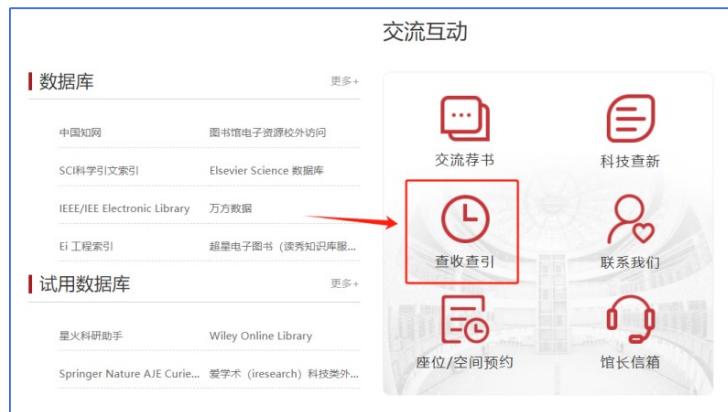 交流互动
数据库 更多+
中国知网 图书馆电子资源校外访问
SCI科学引文索引 Elsevier Science 数据库
IEEE/IEE Electronic Library 万方数据
Ei 工程索引 超星电子图书（读秀知识库服...
试用数据库 更多+
星火科研助手 Wiley Online Library
Springer Nature AJE Curie... 爱学术（iresearch）科技类外...
交流荐书 科技查新
查收查引 联系我们
座位/空间预约 馆长信箱